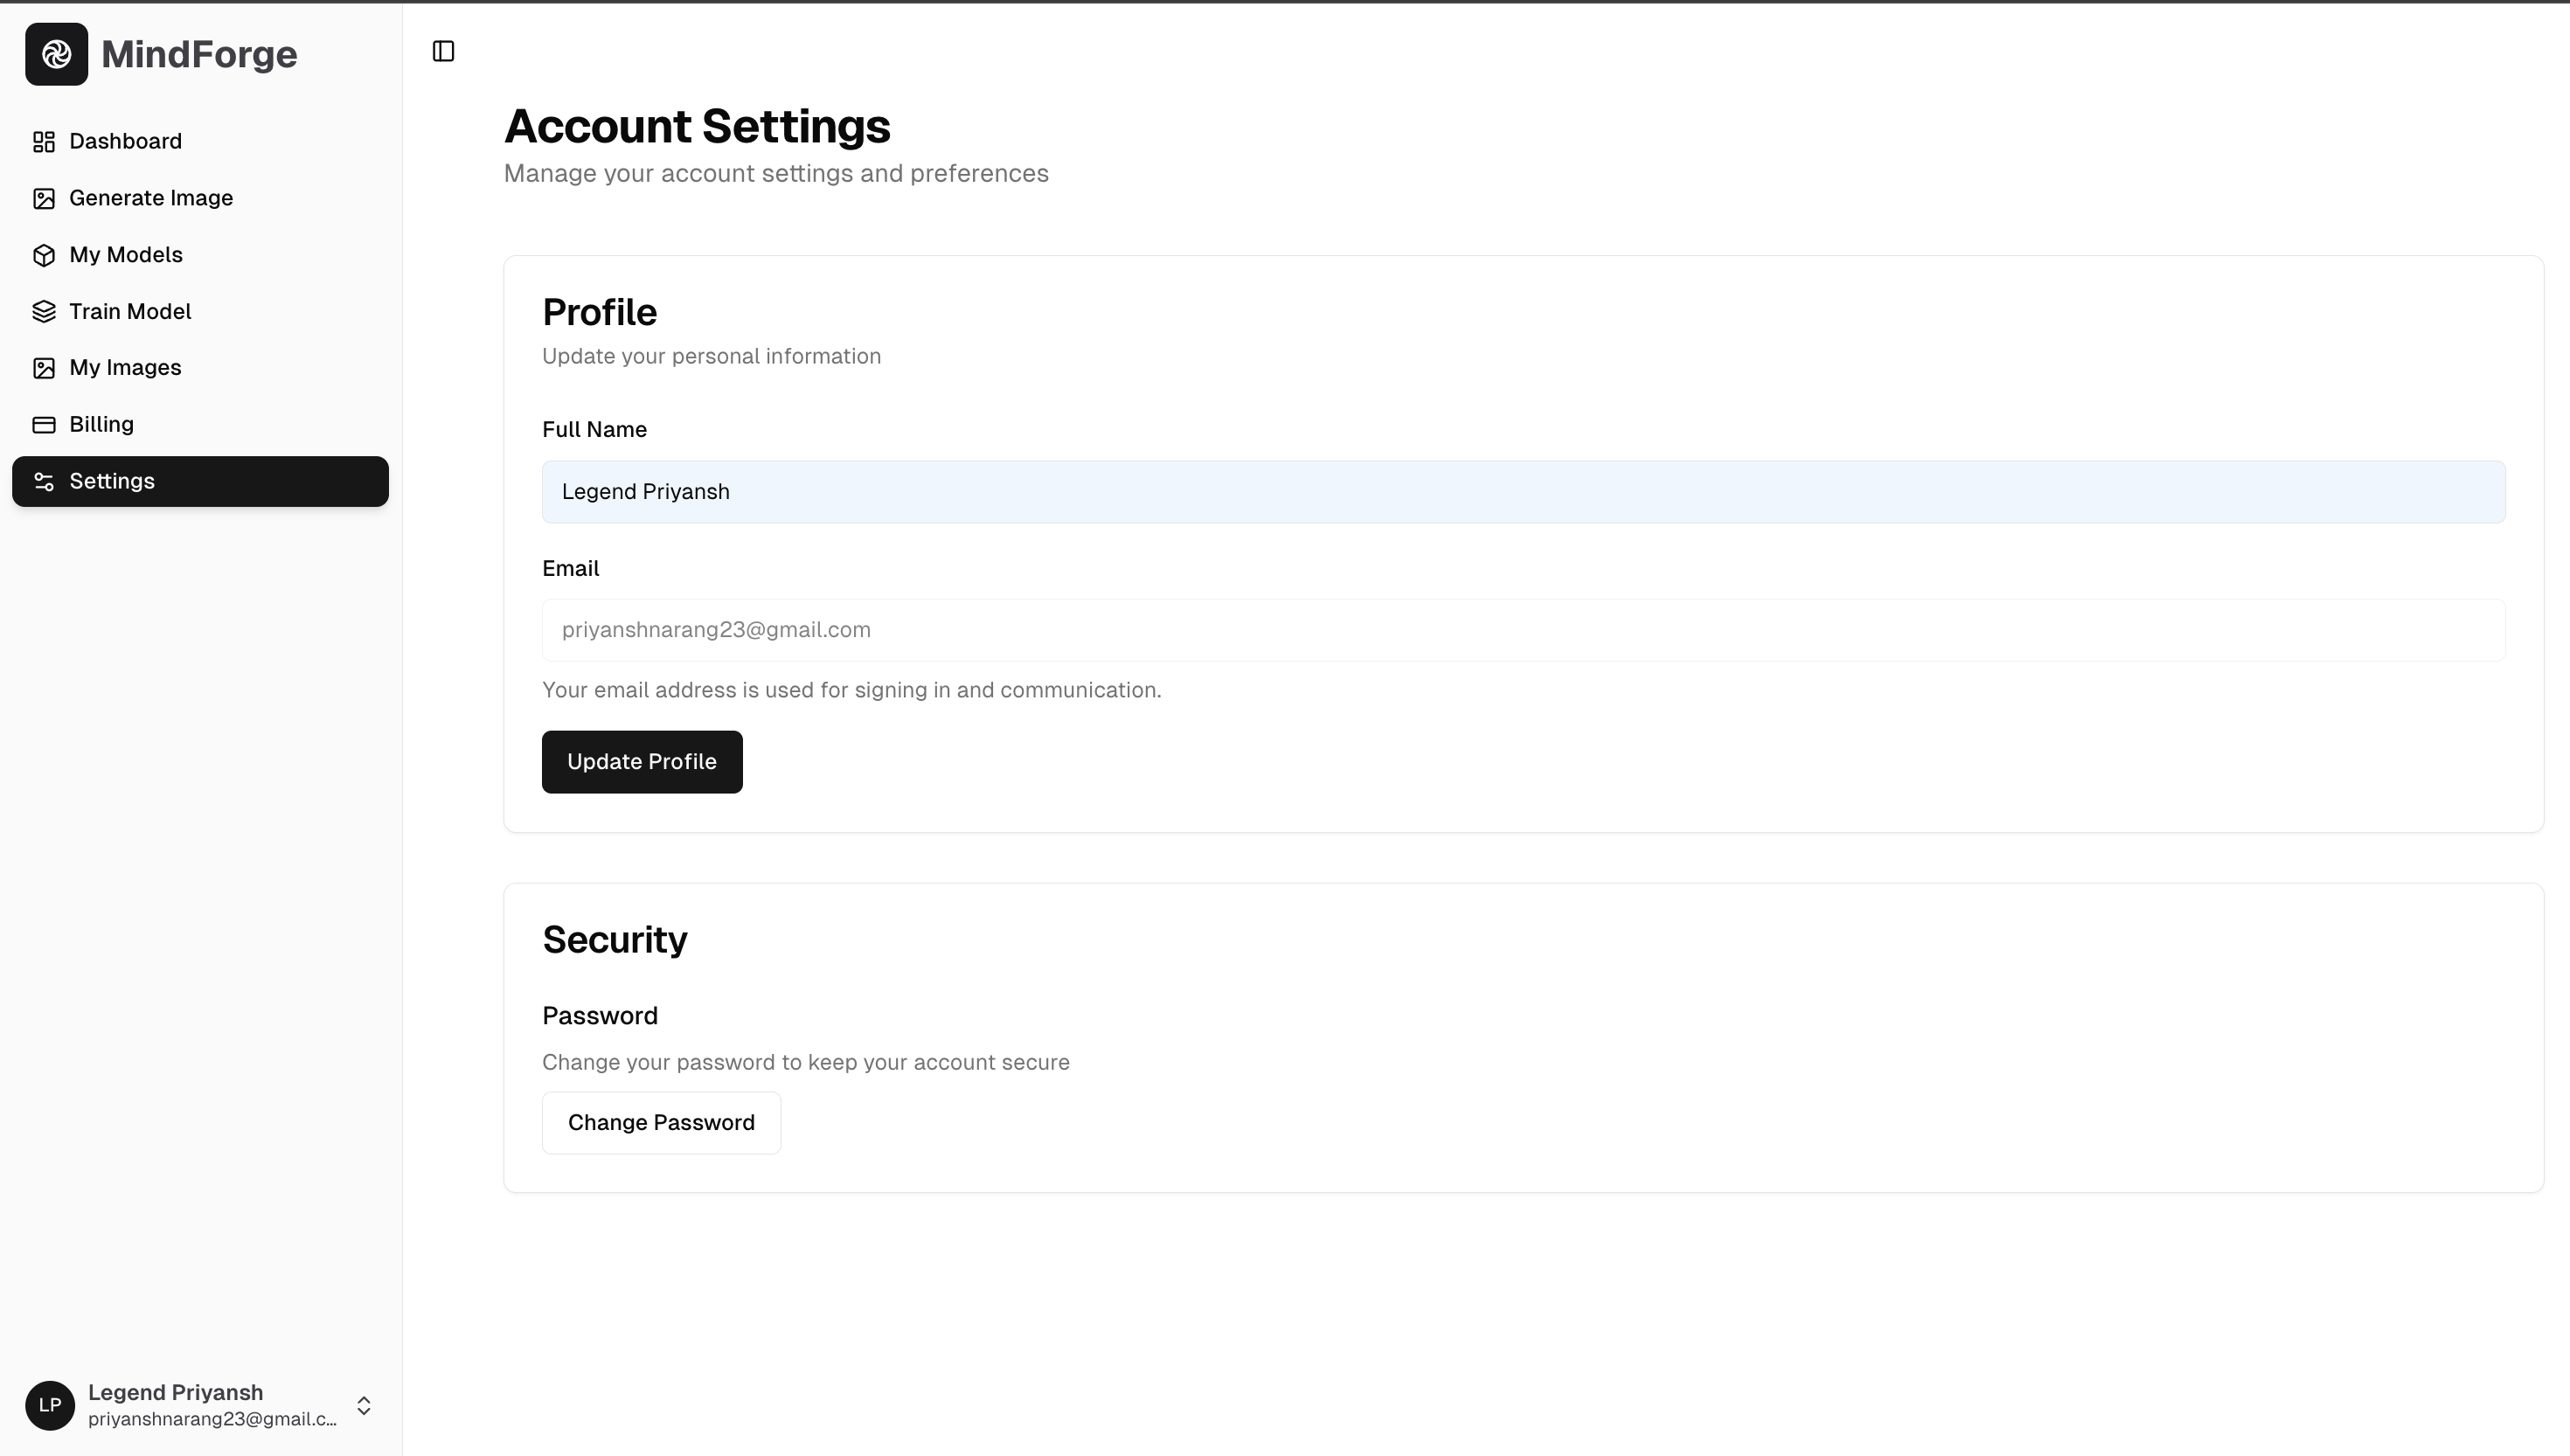 MindForge
Dashboard
Generate Image
My Models
Train Model
My Images
Billing
Settings
Legend Priyansh
LP
priyanshnarang23@gmail.c...
Account Settings
Manage your account settings and preferences
Profile
Update your personal information
Full Name
Legend Priyansh
Email
priyanshnarang23@gmail.com
Your email address is used for signing in and communication.
Update Profile
Security
Password
Change your password to keep your account secure
Change Password